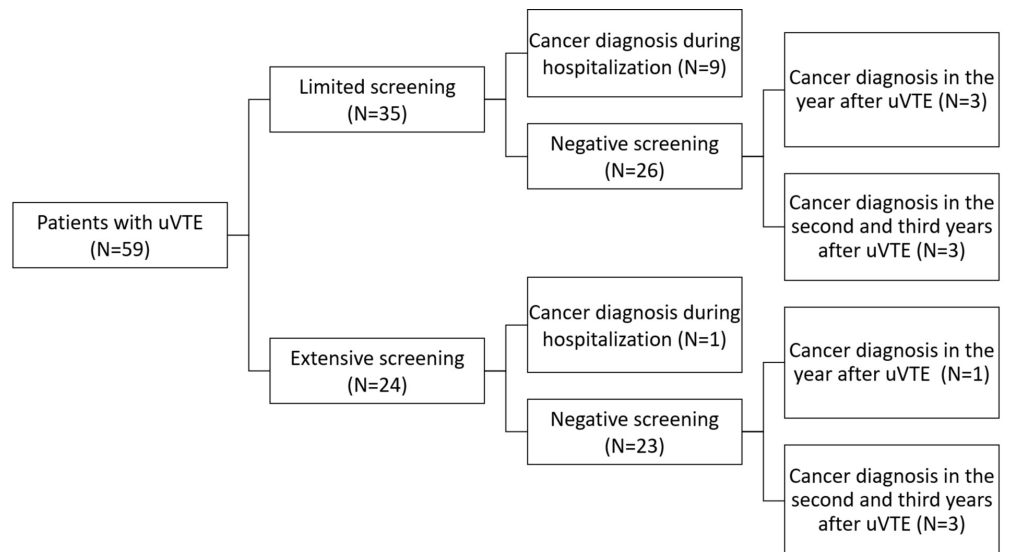 Patients with uVTE
(N=59)
Limited screening
(N=35)
Cancer diagnosis during
hospitalization (N=9)
Negative screening
(N=26)
Cancer diagnosis in the
year after uVTE (N=3)
Cancer diagnosis in the
second and third years
after uVTE (N=3)
Extensive screening
(N=24)
Cancer diagnosis during
hospitalization (N=1)
Negative screening
(N=23)
Cancer diagnosis in the
year after uVTE (N=1)
Cancer diagnosis in the
second and third years
after uVTE (N=3)